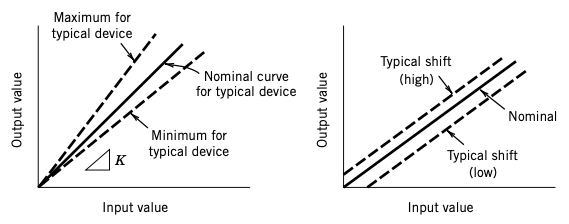 Maximum for
typical device
Nominal curve
for typical device
Minimum for
typical device
K
Output value
Input value
Typical shift
(high)
Nominal
Typical shift
(low)
Output value
Input value